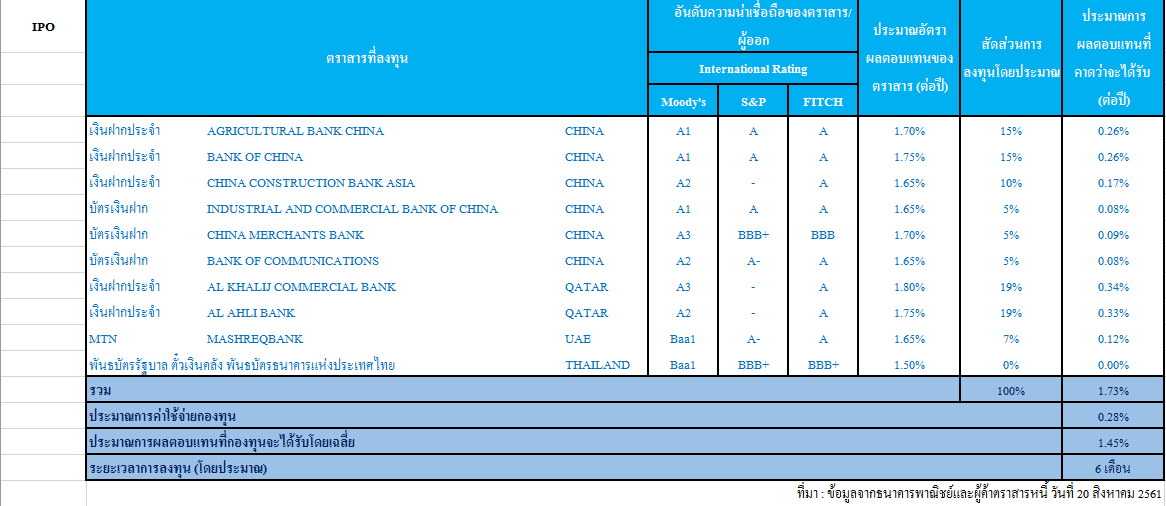 IPO
ตราสารที่ลงทุน
อันดับความน่าเชื่อถือของตราสาร/
ผู้ออก
International Rating
Moody's S&P FITCH
ประมาณอัตรา
ผลตอบแทนของ
ตราสาร (ต่อปี)
สัดส่วนการ
ลงทุนโดยประมาณ
ประมาณการ
ผลตอบแทนที่
คาดว่าจะได้รับ
(ต่อปี)
เงินฝากประจำ AGRICULTURAL BANK CHINA CHINA A1 A A 1.70% 15% 0.26%
เงินฝากประจำ BANK OF CHINA CHINA A1 A A 1.75% 15% 0.26%
เงินฝากประจำ CHINA CONSTRUCTION BANK ASIA CHINA A2 - A 1.65% 10% 0.17%
บัตรเงินฝาก INDUSTRIAL AND COMMERCIAL BANK OF CHINA CHINA A1 A A 1.65% 5% 0.08%
บัตรเงินฝาก CHINA MERCHANTS BANK CHINA A3 BBB+ BBB 1.70% 5% 0.09%
บัตรเงินฝาก BANK OF COMMUNICATIONS CHINA A2 A- A 1.65% 5% 0.08%
เงินฝากประจำ AL KHALIJ COMMERCIAL BANK QATAR A3 - A 1.80% 19% 0.34%
เงินฝากประจำ AL AHLI BANK QATAR A2 - A 1.75% 19% 0.33%
MTN MASHREQBANK UAE Baa1 A- A 1.65% 7% 0.12%
พันธบัตรรัฐบาล ตั๋วเงินคลัง พันธบัตรธนาคารแห่งประเทศไทย THAILAND Baa1 BBB+ BBB+ 1.50% 0% 0.00%
รวม 100% 1.73%
ประมาณการค่าใช้จ่ายกองทุน 0.28%
ประมาณการผลตอบแทนที่กองทุนจะได้รับโดยเฉลี่ย 1.45%
ระยะเวลาการลงทุน (โดยประมาณ) 6 เดือน
ที่มา : ข้อมูลจากธนาคารพาณิชย์และผู้ค้าตราสารหนี้ วันที่ 20 สิงหาคม 2561